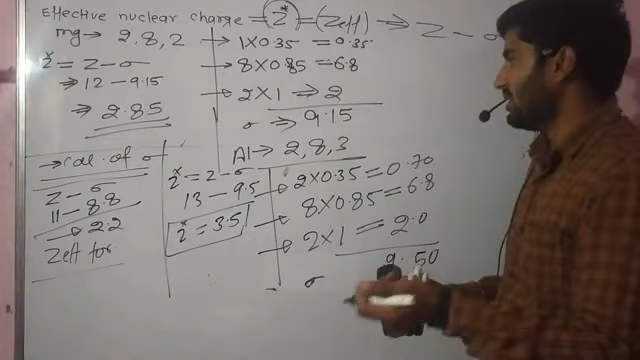 Effective nuclear charge = Z* = (Zeff) ⇒ Z - σ
mg → 2,8,2 → 1×0.35 = 0.35
Z* = Z - σ → 8×0.85 = 6.8
⇒ 12 - 9.15 → 2×1 → 2
⇒ 2.85 σ ⇒ 9.15
Al → 2,8,3
→ cal. of σ
Z - σ
11 - 8.8
→ 2.2
Zeff for
Z* = Z - σ
13 - 9.5
Z* = 3.5
→ 2×0.35 = 0.70
→ 8×0.85 = 6.8
→ 2×1 = 2.0
9.50
σ